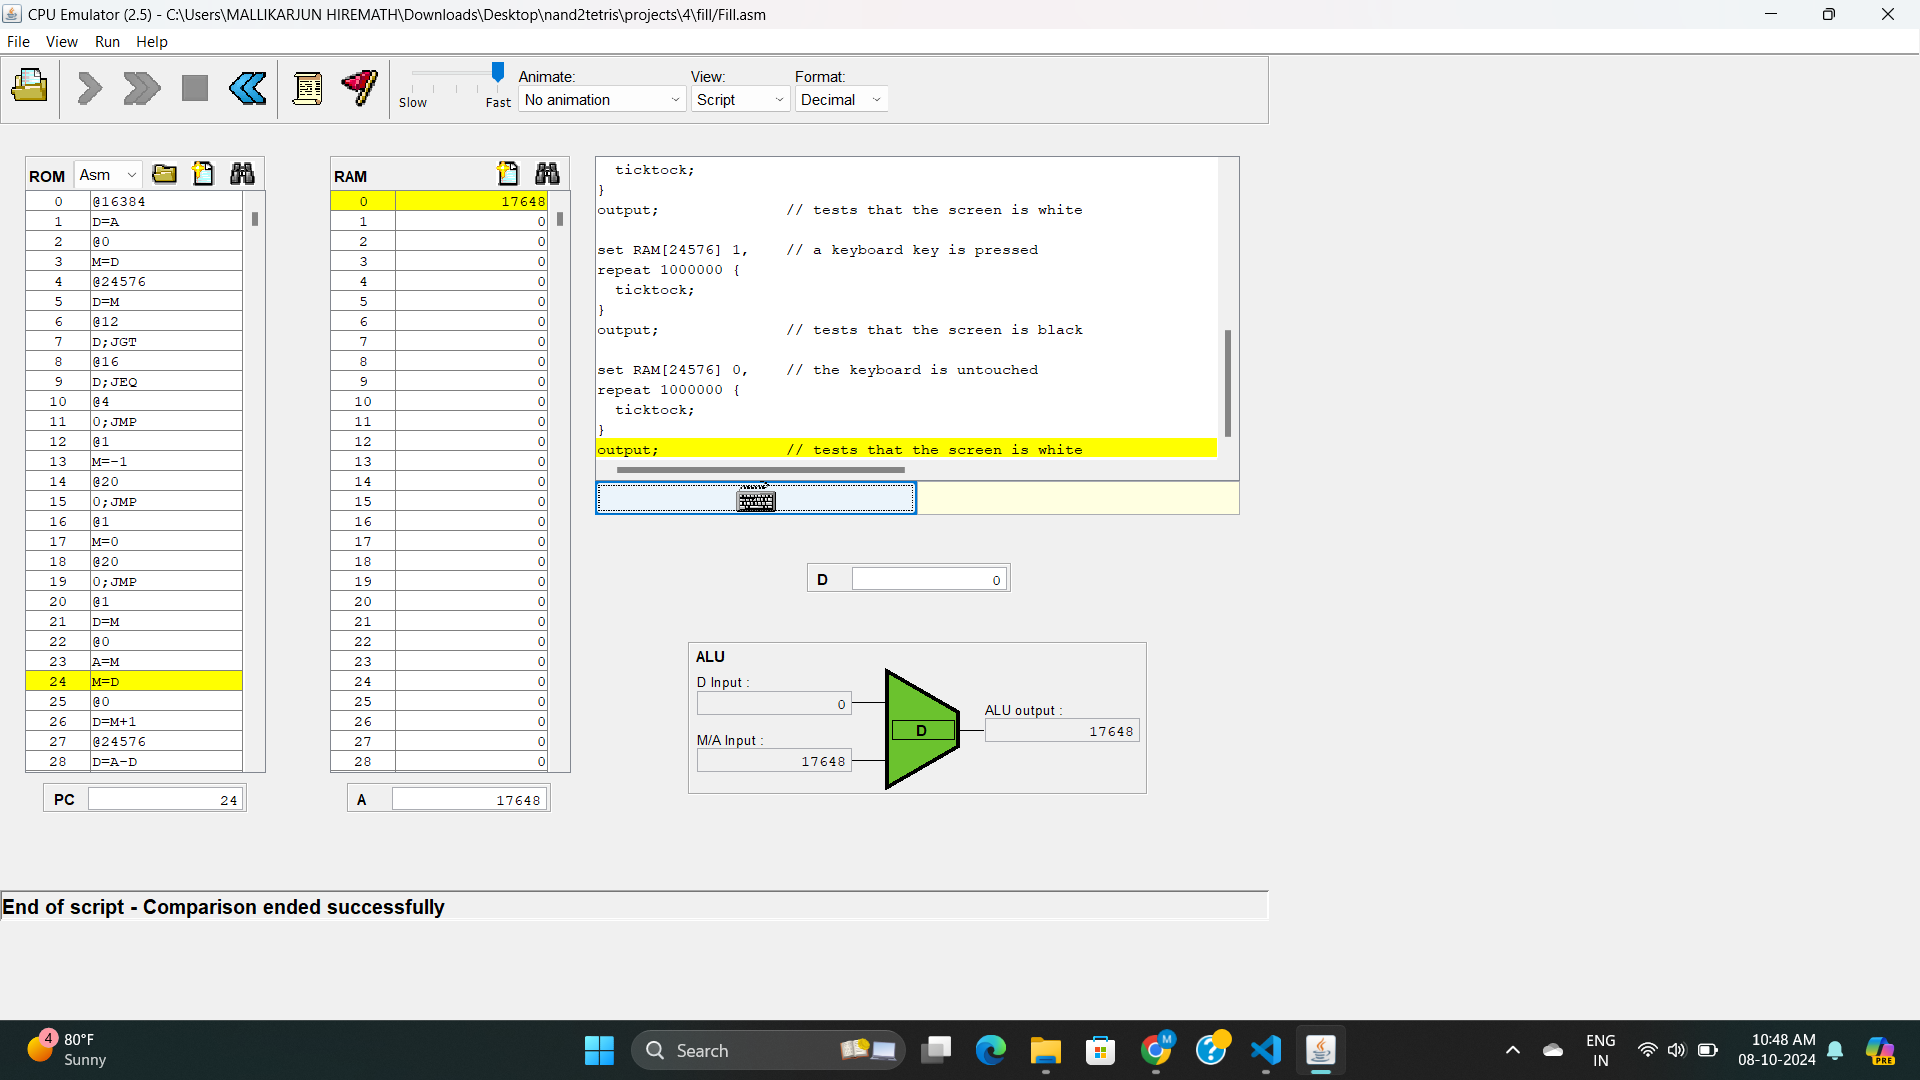 CPU Emulator (2.5) - C:\Users\MALLIKARJUN HIREMATH\Downloads\Desktop\nand2tetris\projects\4\fill/Fill.asm
File View Run Help
Animate: View: Format:
Slow Fast No animation Script Decimal
ROM Asm
0 @16384
1 D=A
2 @0
3 M=D
4 @24576
5 D=M
6 @12
7 D;JGT
8 @16
9 D;JEQ
10 @4
11 0;JMP
12 @1
13 M=-1
14 @20
15 0;JMP
16 @1
17 M=0
18 @20
19 0;JMP
20 @1
21 D=M
22 @0
23 A=M
24 M=D
25 @0
26 D=M+1
27 @24576
28 D=A-D
PC 24
RAM
0 17648
1 0
2 0
3 0
4 0
5 0
6 0
7 0
8 0
9 0
10 0
11 0
12 0
13 0
14 0
15 0
16 0
17 0
18 0
19 0
20 0
21 0
22 0
23 0
24 0
25 0
26 0
27 0
28 0
A 17648
ticktock;
}
output; // tests that the screen is white
set RAM[24576] 1, // a keyboard key is pressed
repeat 1000000 {
ticktock;
}
output; // tests that the screen is black
set RAM[24576] 0, // the keyboard is untouched
repeat 1000000 {
ticktock;
}
output; // tests that the screen is white
D 0
ALU
D Input :
0
M/A Input :
17648
D
ALU output :
17648
End of script - Comparison ended successfully
4
80°F
Sunny
Search
M
ENG
IN
10:48 AM
08-10-2024
PRE